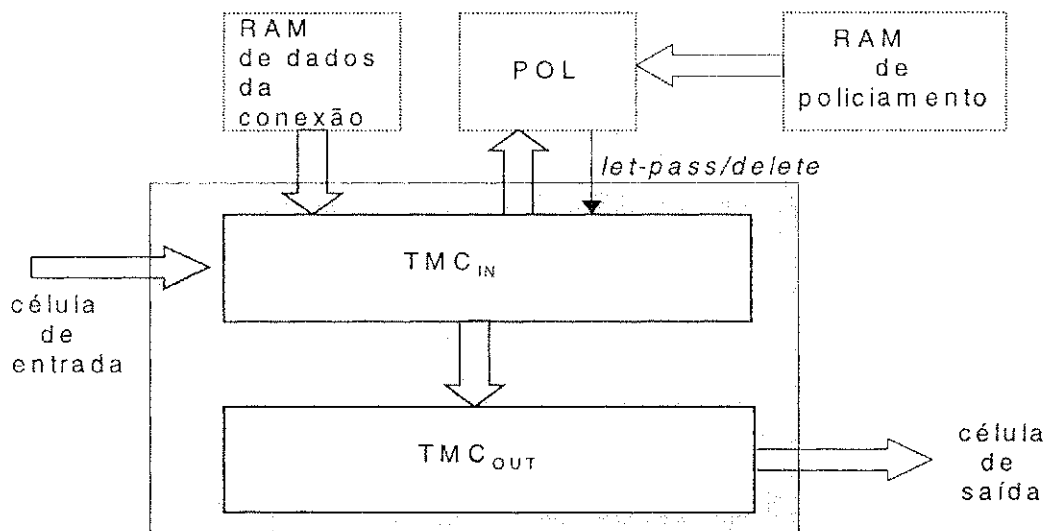 RAM
de dados
da
conexão
POL
RAM
de
policiamento
let-pass/delete
TMC_IN
célula
de
entrada
TMC_OUT
célula
de
saída